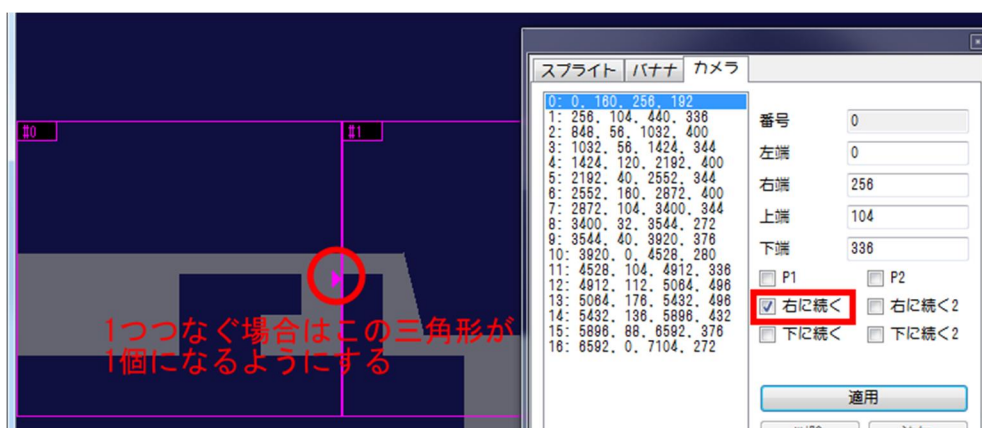 スプライト バナナ カメラ
#0
#1
0: 0, 160, 256, 192
1: 256, 104, 440, 336
2: 848, 56, 1032, 400
3: 1032, 56, 1424, 344
4: 1424, 120, 2192, 400
5: 2192, 40, 2552, 344
6: 2552, 160, 2872, 400
7: 2872, 104, 3400, 344
8: 3400, 32, 3544, 272
9: 3544, 40, 3920, 376
10: 3920, 0, 4528, 280
11: 4528, 104, 4912, 336
12: 4912, 112, 5064, 496
13: 5064, 176, 5432, 496
14: 5432, 136, 5896, 432
15: 5896, 88, 6592, 376
16: 6592, 0, 7104, 272
番号 0
左端 0
右端 256
上端 104
下端 336
P1 P2
右に続く 右に続く2
下に続く 下に続く2
適用
1つつなぐ場合はこの三角形が
1個になるようにする